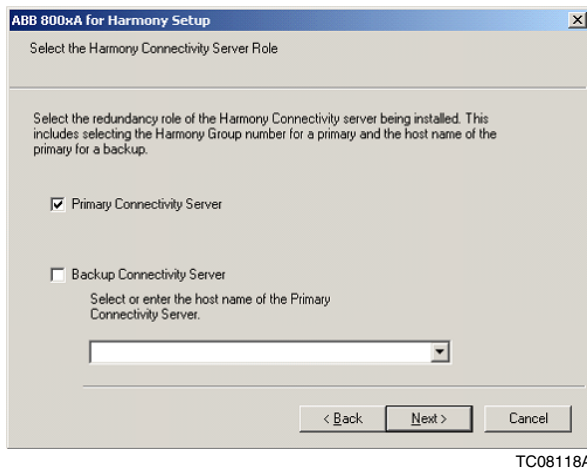 ABB 800xA for Harmony Setup
Select the Harmony Connectivity Server Role
Select the redundancy role of the Harmony Connectivity server being installed. This
includes selecting the Harmony Group number for a primary and the host name of the
primary for a backup.
Primary Connectivity Server
Backup Connectivity Server
Select or enter the host name of the Primary
Connectivity Server.
< Back
Next >
Cancel
TC08118A